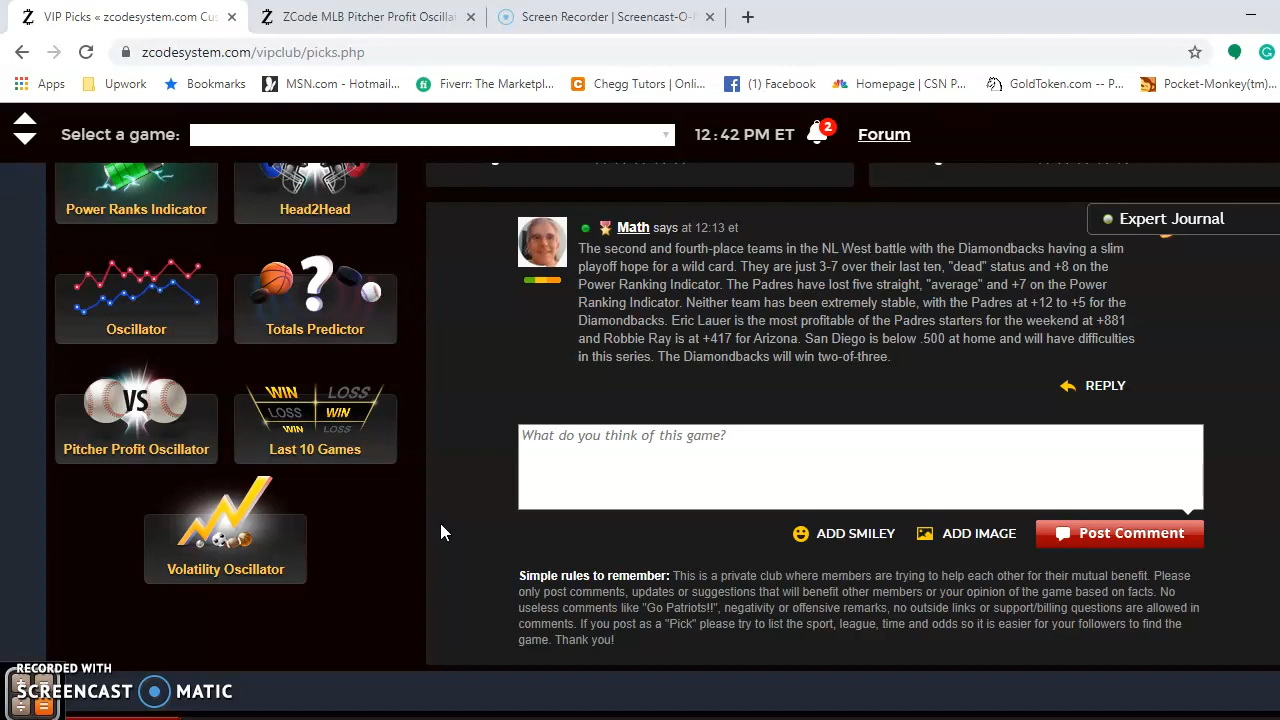 VIP Picks « zcodesystem.com Cus
ZCode MLB Pitcher Profit Oscillat
Screen Recorder | Screencast-O-
zcodesystem.com/vipclub/picks.php
Apps
Upwork
Bookmarks
MSN.com - Hotmail...
Fiverr: The Marketpl...
Chegg Tutors | Onli...
(1) Facebook
Homepage | CSN P...
GoldToken.com -- P...
Pocket-Monkey(tm)...
Select a game:
12:42 PM ET
2
Forum
Power Ranks Indicator
Head2Head
Expert Journal
Math says at 12:13 et
The second and fourth-place teams in the NL West battle with the Diamondbacks having a slim
playoff hope for a wild card. They are just 3-7 over their last ten, "dead" status and +8 on the
Power Ranking Indicator. The Padres have lost five straight, "average" and +7 on the Power
Ranking Indicator. Neither team has been extremely stable, with the Padres at +12 to +5 for the
Diamondbacks. Eric Lauer is the most profitable of the Padres starters for the weekend at +881
and Robbie Ray is at +417 for Arizona. San Diego is below .500 at home and will have difficulties
in this series. The Diamondbacks will win two-of-three.
REPLY
Oscillator
?
Totals Predictor
VS
Pitcher Profit Oscillator
WIN LOSS
LOSS WIN
WIN LOSS
Last 10 Games
Volatility Oscillator
What do you think of this game?
ADD SMILEY
ADD IMAGE
Post Comment
Simple rules to remember: This is a private club where members are trying to help each other for their mutual benefit. Please
only post comments, updates or suggestions that will benefit other members or your opinion of the game based on facts. No
useless comments like "Go Patriots!!", negativity or offensive remarks, no outside links or support/billing questions are allowed in
comments. If you post as a "Pick" please try to list the sport, league, time and odds so it is easier for your followers to find the
game. Thank you!
RECORDED WITH
SCREENCAST MATIC